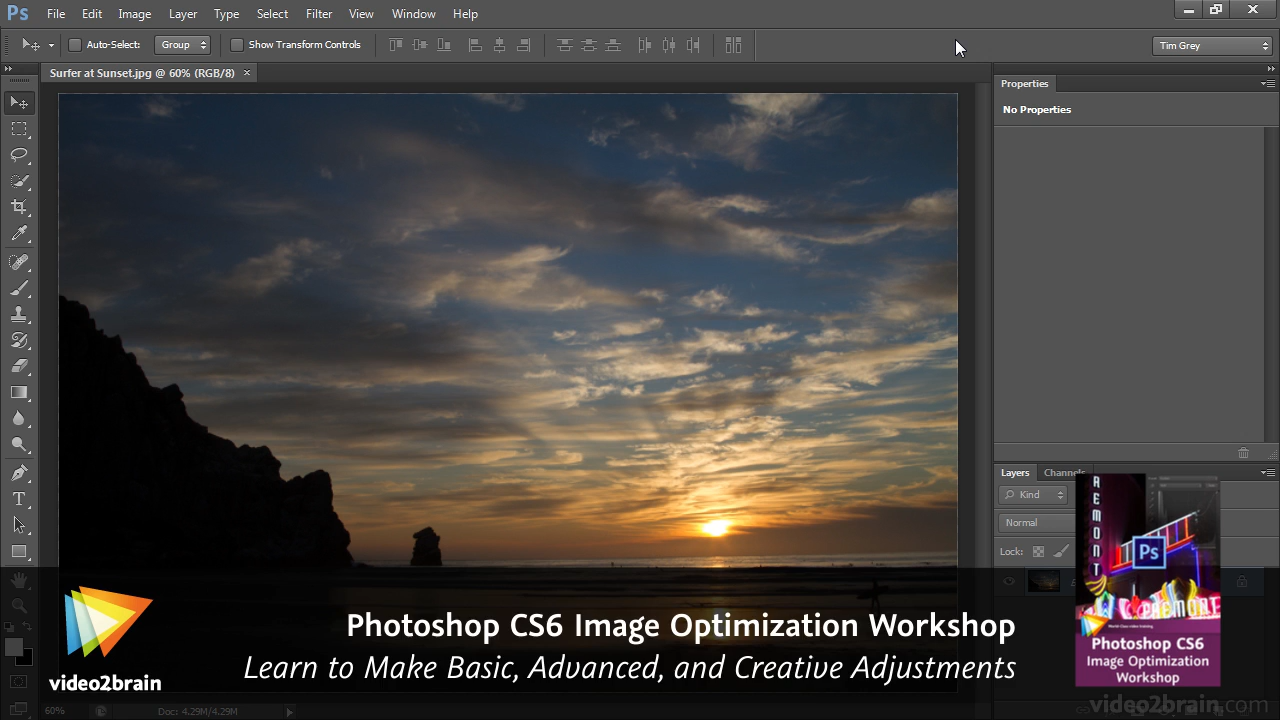 Ps File Edit Image Layer Type Select Filter View Window Help
Auto-Select: Group Show Transform Controls Tim Grey
Surfer at Sunset.jpg @ 60% (RGB/8) ×
Properties
No Properties
Layers Channels
Kind
Normal
Lock:
REMONT
Ps
Photoshop CS6
Image Optimization
Workshop
Photoshop CS6 Image Optimization Workshop
Learn to Make Basic, Advanced, and Creative Adjustments
video2brain
video2brain.com
60% Doc: 4.29M/4.29M